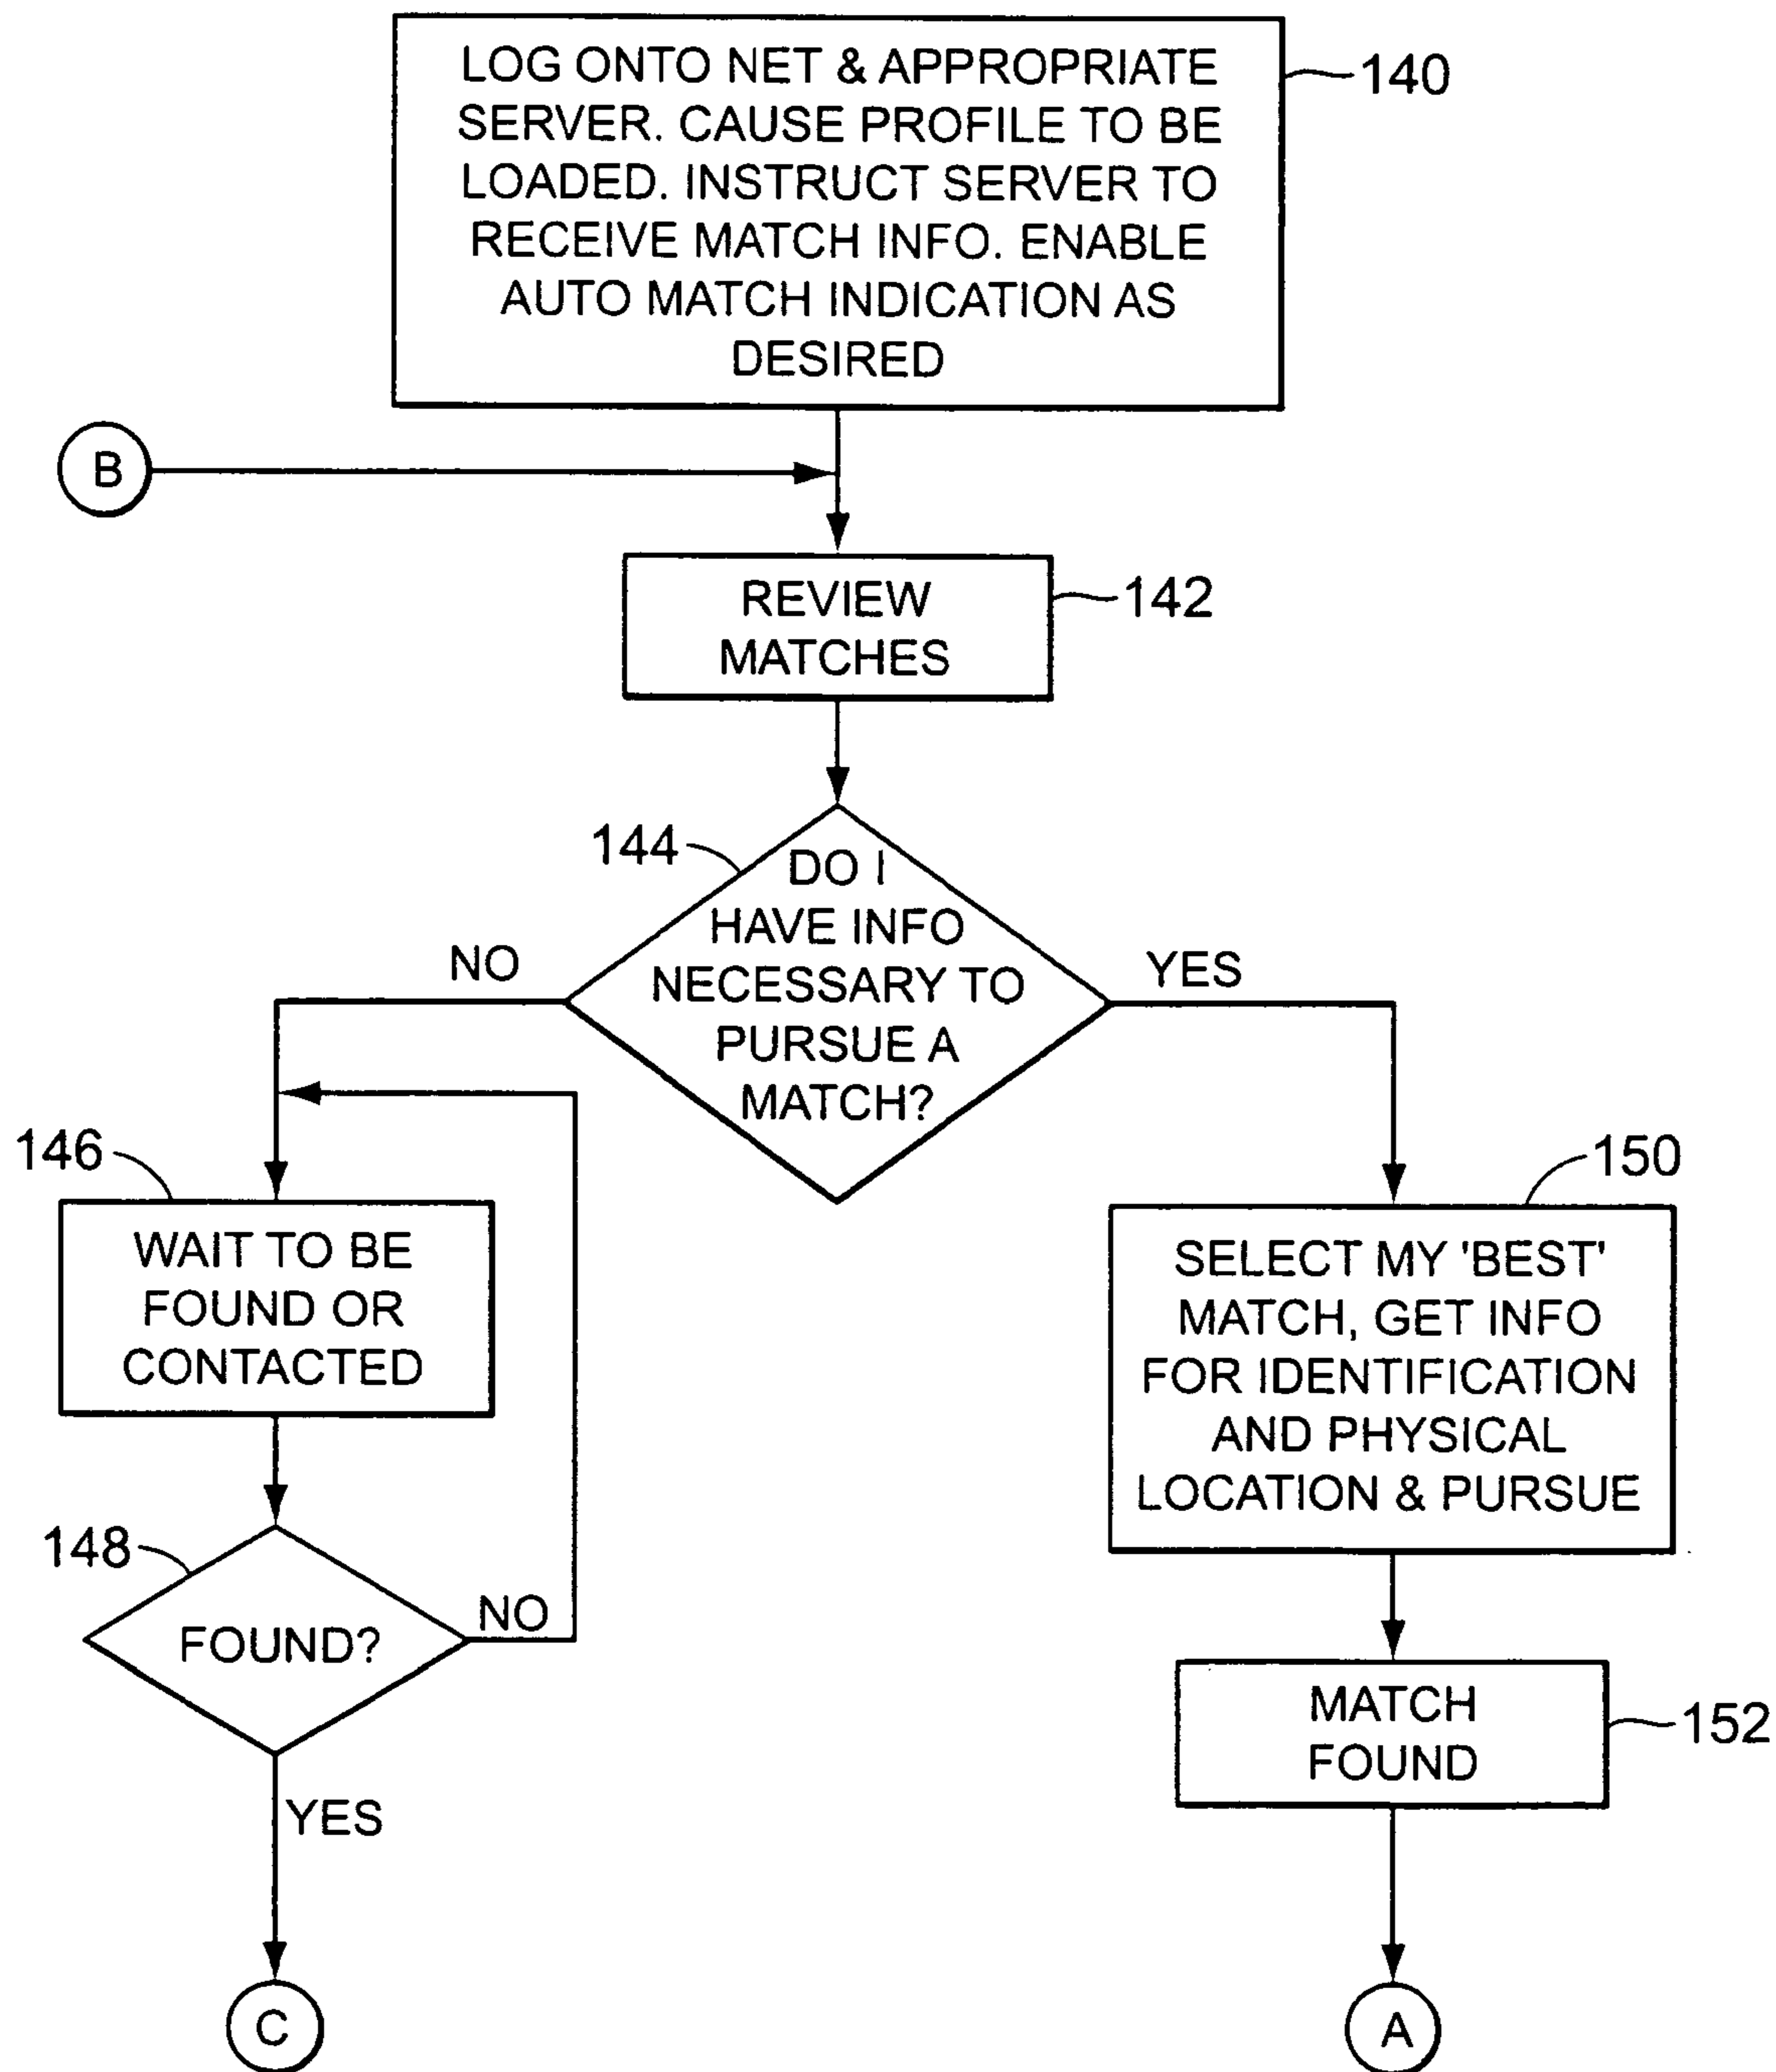 LOG ONTO NET & APPROPRIATE
SERVER. CAUSE PROFILE TO BE
LOADED. INSTRUCT SERVER TO
RECEIVE MATCH INFO. ENABLE
AUTO MATCH INDICATION AS
DESIRED
140
B
REVIEW
MATCHES
142
144
DO I
HAVE INFO
NECESSARY TO
PURSUE A
MATCH?
NO
YES
146
WAIT TO BE
FOUND OR
CONTACTED
150
SELECT MY 'BEST'
MATCH, GET INFO
FOR IDENTIFICATION
AND PHYSICAL
LOCATION & PURSUE
148
FOUND?
NO
YES
MATCH
FOUND
152
C
A